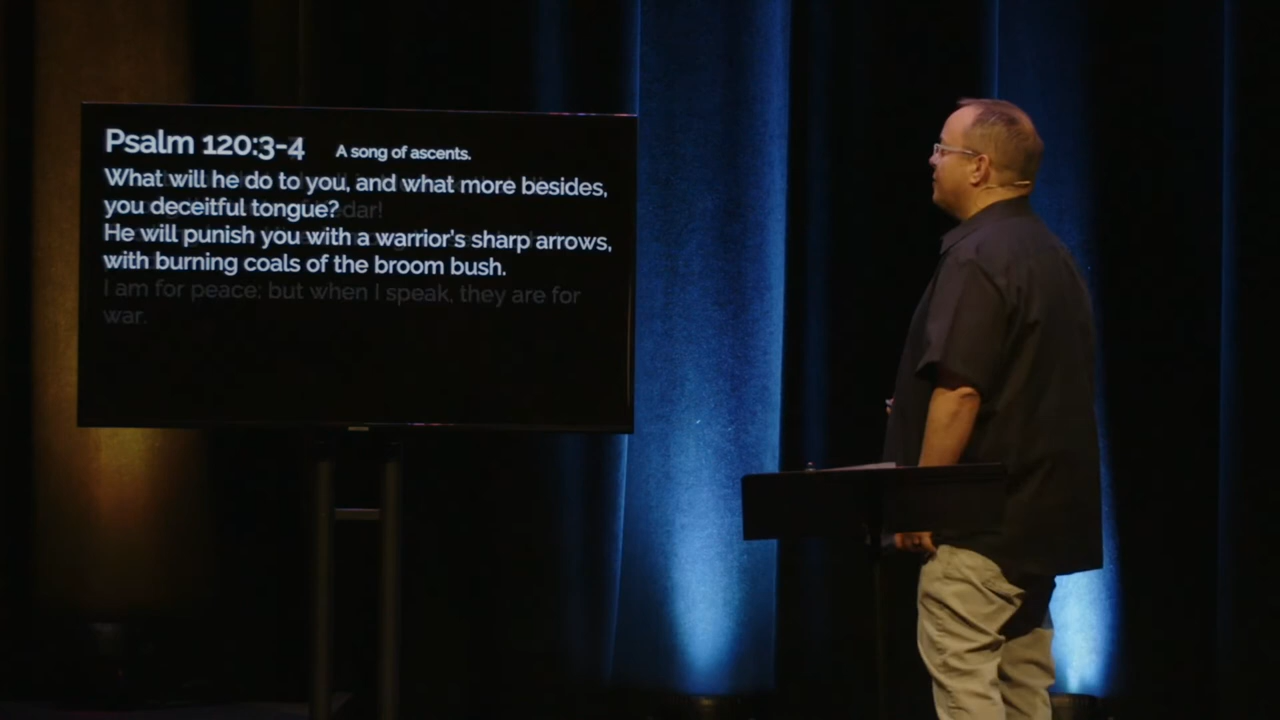 Psalm 120:3-4 A song of ascents.
What will he do to you, and what more besides,
you deceitful tongue?
edar!
He will punish you with a warrior's sharp arrows,
with burning coals of the broom bush.
I am for peace; but when I speak, they are for
war.